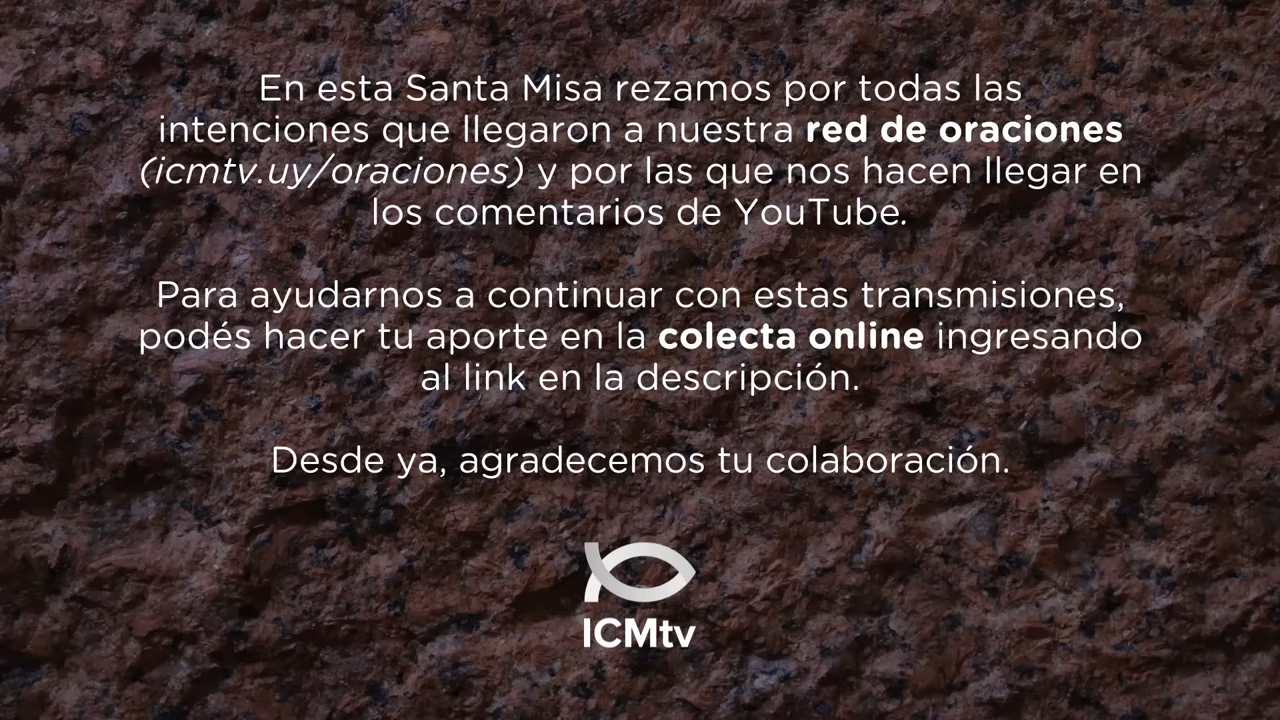 En esta Santa Misa rezamos por todas las
intenciones que llegaron a nuestra red de oraciones
(icmtv.uy/oraciones) y por las que nos hacen llegar en
los comentarios de YouTube.
Para ayudarnos a continuar con estas transmisiones,
podés hacer tu aporte en la colecta online ingresando
al link en la descripción.
Desde ya, agradecemos tu colaboración.
ICMtv